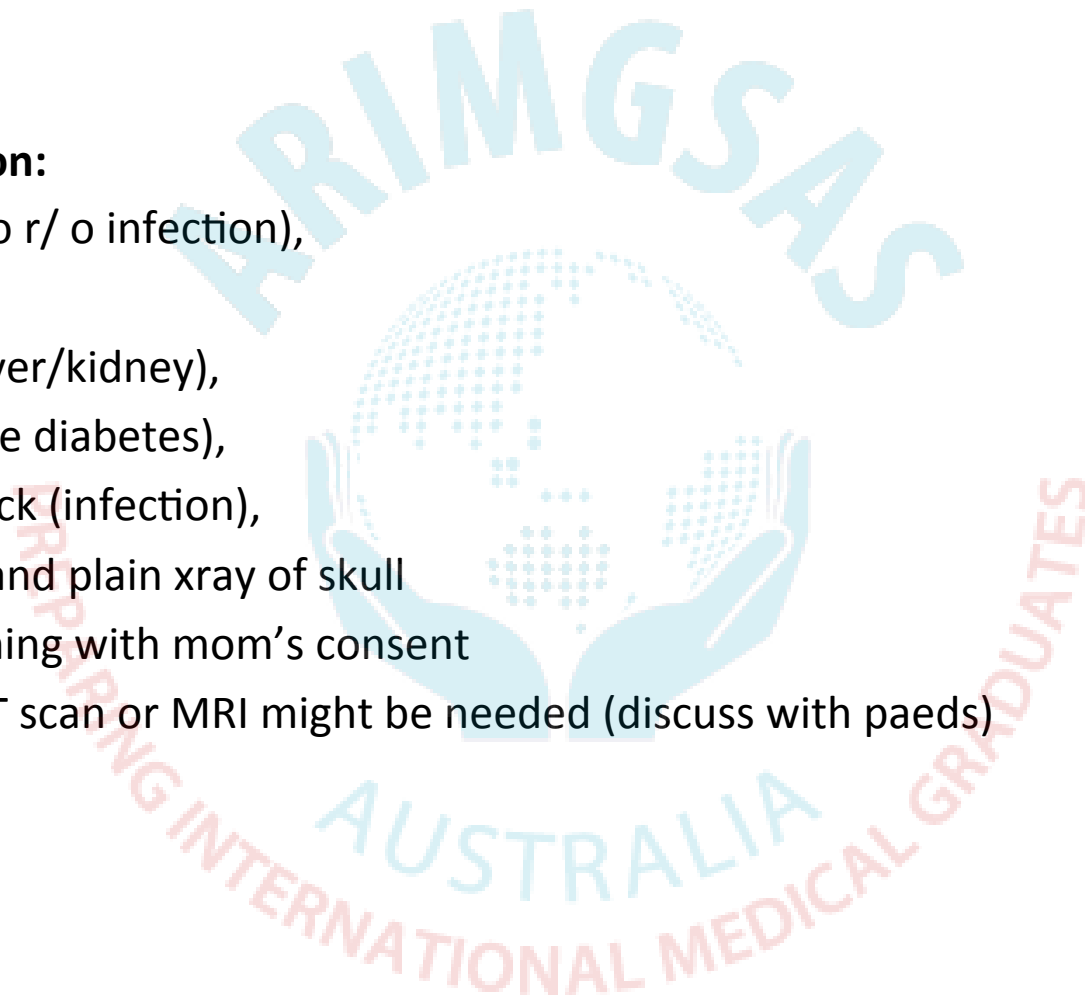 on:
o r/ o infection),
ver/kidney),
e diabetes),
ck (infection),
and plain xray of skull
ning with mom's consent
T scan or MRI might be needed (discuss with paeds)
ARIMGSAS
AUSTRALIA
PREPARING INTERNATIONAL MEDICAL GRADUATES